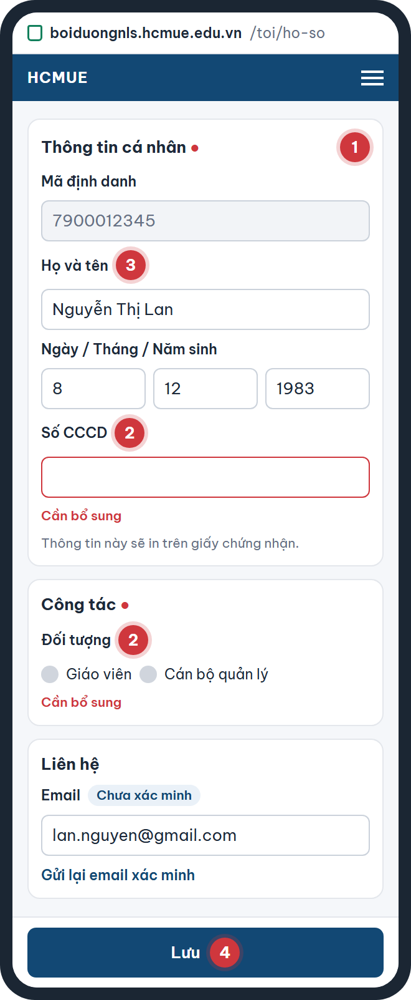 boiduongnls.hcmue.edu.vn /toi/ho-so
HCMUE
Thông tin cá nhân
1
Mã định danh
7900012345
Họ và tên 3
Nguyễn Thị Lan
Ngày / Tháng / Năm sinh
8 12 1983
Số CCCD 2
Cần bổ sung
Thông tin này sẽ in trên giấy chứng nhận.
Công tác
Đối tượng 2
Giáo viên Cán bộ quản lý
Cần bổ sung
Liên hệ
Email Chưa xác minh
lan.nguyen@gmail.com
Gửi lại email xác minh
Lưu 4